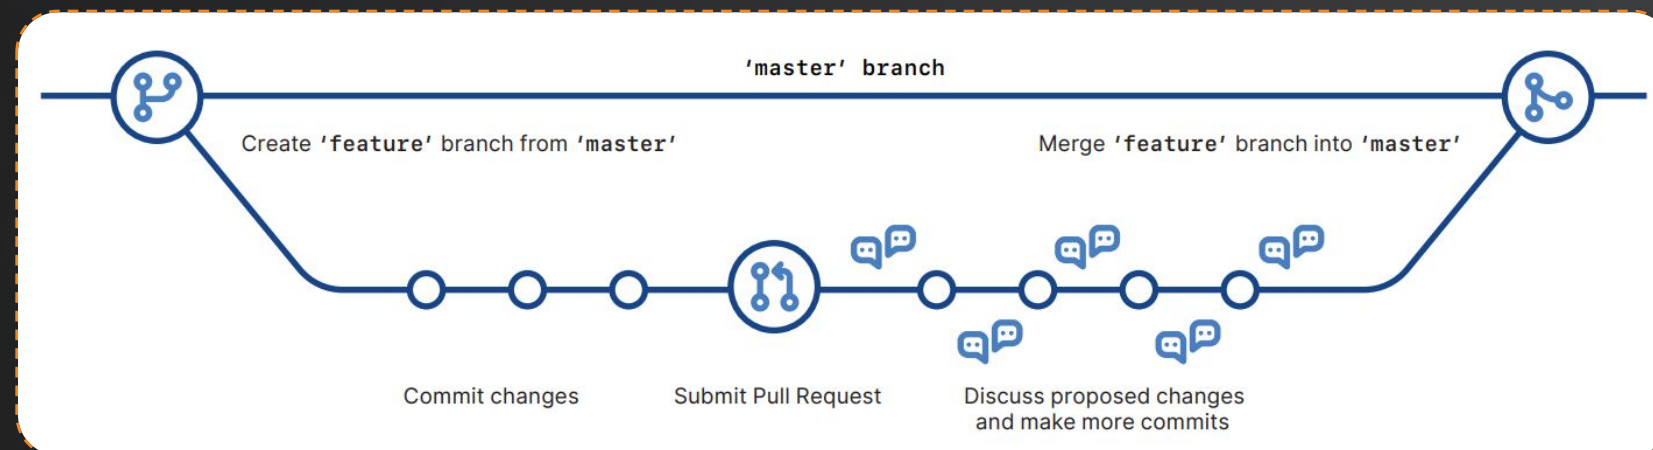 ‘master’ branch
Create ‘feature’ branch from ‘master’
Merge ‘feature’ branch into ‘master’
Commit changes
Submit Pull Request
Discuss proposed changes
and make more commits